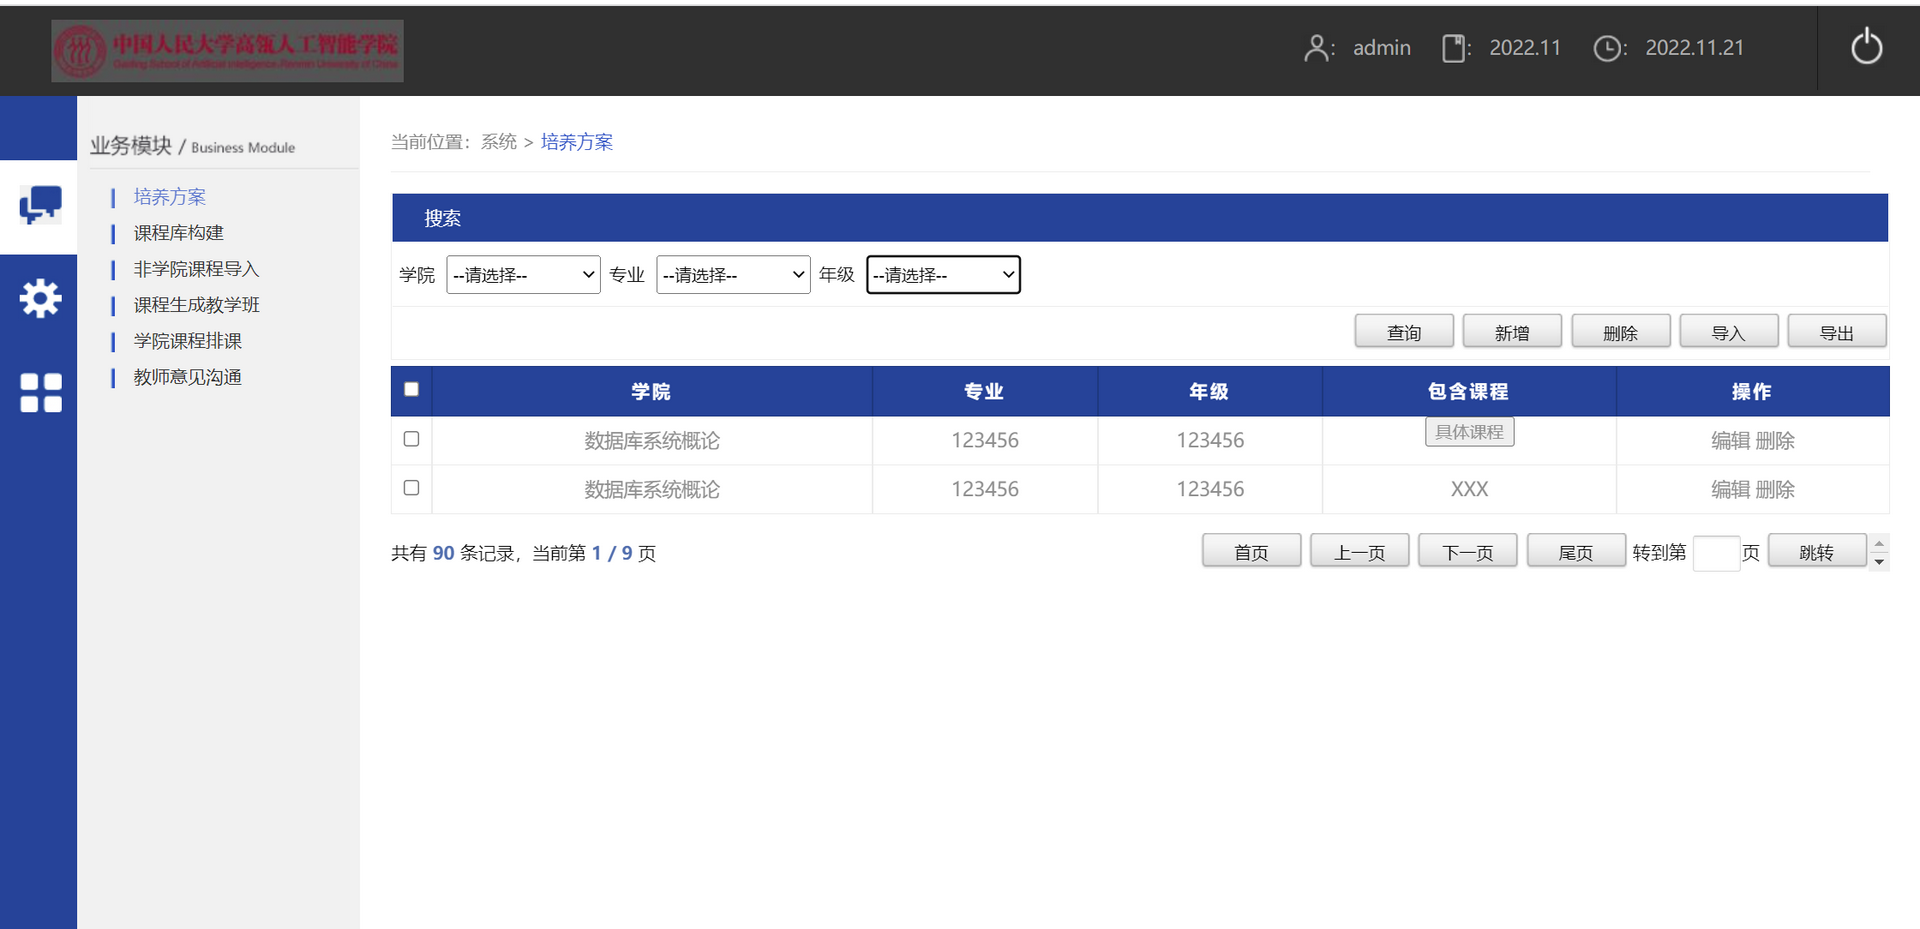 中国人民大学高瓴人工智能学院
Gaoling School of Artificial Intelligence, Renmin University of China
: admin : 2022.11 : 2022.11.21
业务模块 / Business Module
培养方案
课程库构建
非学院课程导入
课程生成教学班
学院课程排课
教师意见沟通
当前位置：系统 > 培养方案
搜索
学院 --请选择-- 专业 --请选择-- 年级 --请选择--
查询 新增 删除 导入 导出
学院 专业 年级 包含课程 操作
数据库系统概论 123456 123456 具体课程 编辑 删除
数据库系统概论 123456 123456 XXX 编辑 删除
共有 90 条记录，当前第 1 / 9 页 首页 上一页 下一页 尾页 转到第 页 跳转